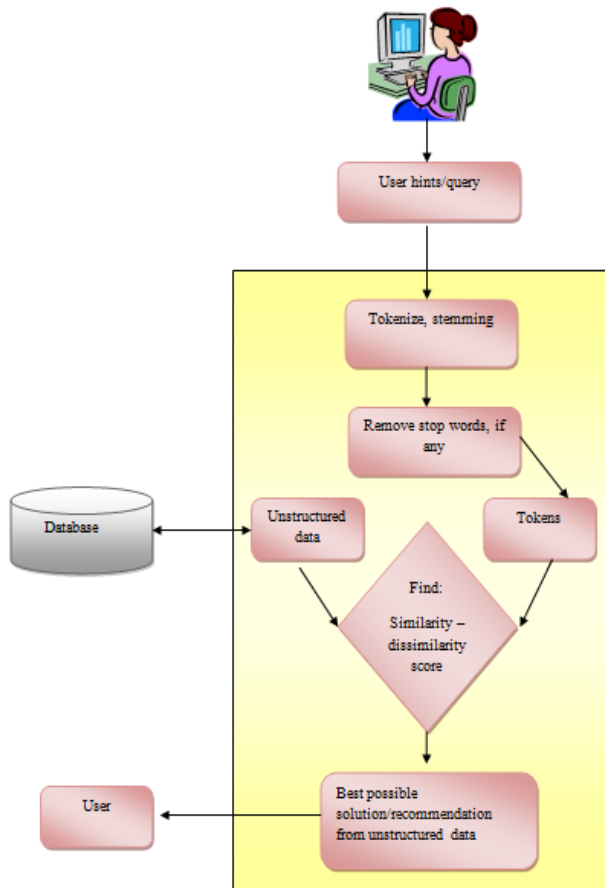 User hints/query
Tokenize, stemming
Remove stop words, if
any
Database
Unstructured
data
Tokens
Find:
Similarity –
dissimilarity
score
User
Best possible
solution/recommendation
from unstructured data